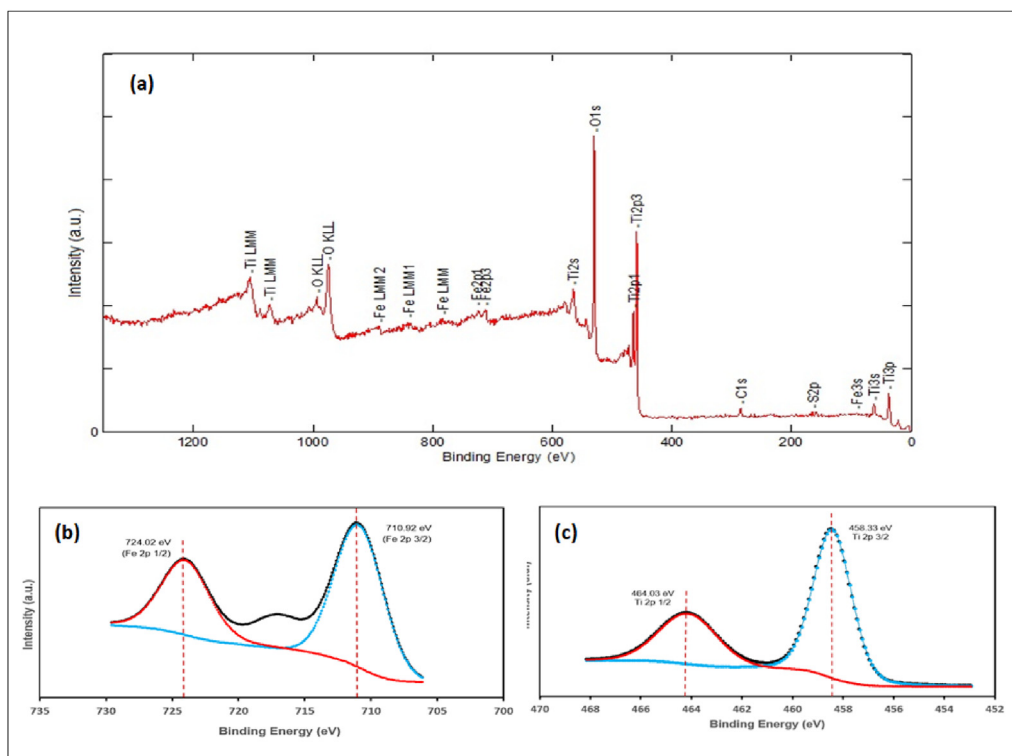 (a)
Intensity (a.u.)
-Ti LMM
-Ti LMM
-O KLL
-O KLL
-Fe LMM2
-Fe LMM1
-Fe LMM
-Fe2p1
-Fe2p3
-Ti2s
-O1s
-Ti2p1
-Ti2p3
-C1s
-S2p
-Fe3s
-Ti3s
-Ti3p
0
1200 1000 800 600 400 200 0
Binding Energy (eV)
(b)
724.02 eV
(Fe 2p 1/2)
710.92 eV
(Fe 2p 3/2)
Intensity (a.u.)
735 730 725 720 715 710 705 700
Binding Energy (eV)
(c)
458.33 eV
Ti 2p 3/2
464.03 eV
Ti 2p 1/2
470 468 466 464 462 460 458 456 454 452
Binding Energy (eV)